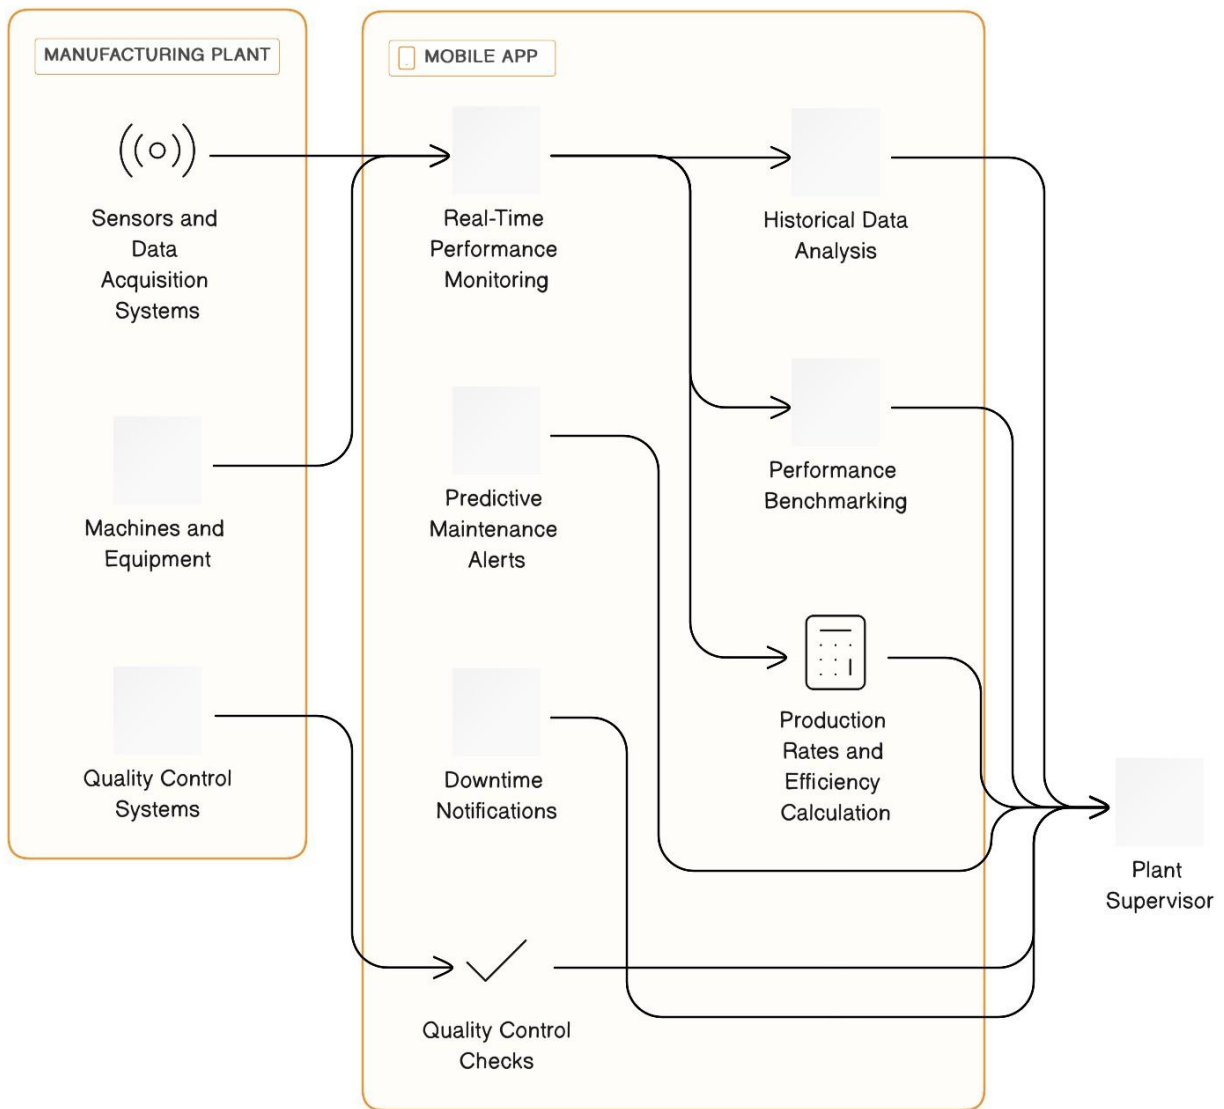 MANUFACTURING PLANT
MOBILE APP
Sensors and
Data
Acquisition
Systems
Real-Time
Performance
Monitoring
Historical Data
Analysis
Machines and
Equipment
Predictive
Maintenance
Alerts
Performance
Benchmarking
Quality Control
Systems
Downtime
Notifications
Production
Rates and
Efficiency
Calculation
Plant
Supervisor
Quality Control
Checks